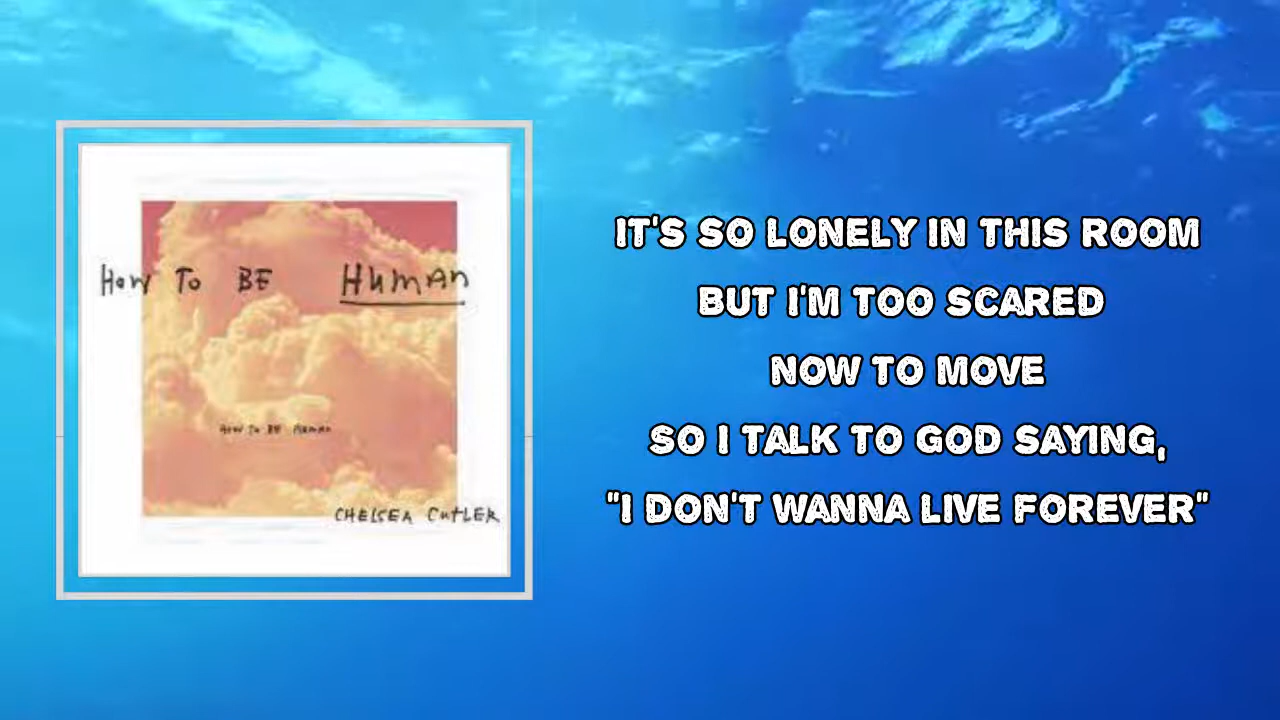 How To BE Human
How To BE Human
CHELSEA CUTLER
IT'S SO LONELY IN THIS ROOM
BUT I'M TOO SCARED
NOW TO MOVE
SO I TALK TO GOD SAYING,
"I DON'T WANNA LIVE FOREVER"